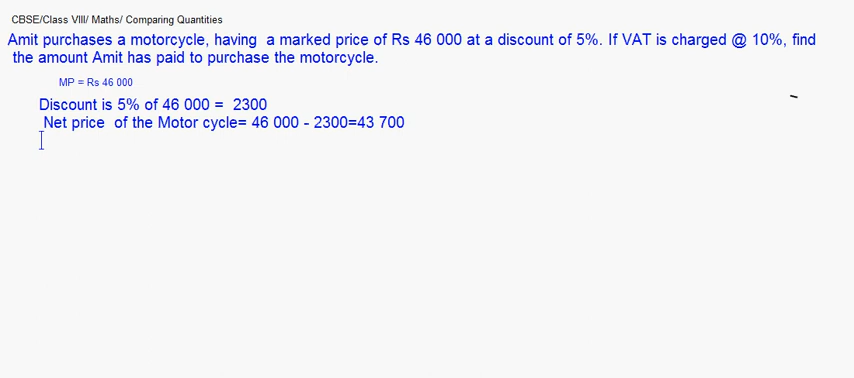 CBSE/Class VIII/ Maths/ Comparing Quantities
Amit purchases a motorcycle, having a marked price of Rs 46 000 at a discount of 5%. If VAT is charged @ 10%, find
the amount Amit has paid to purchase the motorcycle.
MP = Rs 46 000
Discount is 5% of 46 000 = 2300
Net price of the Motor cycle= 46 000 - 2300=43 700